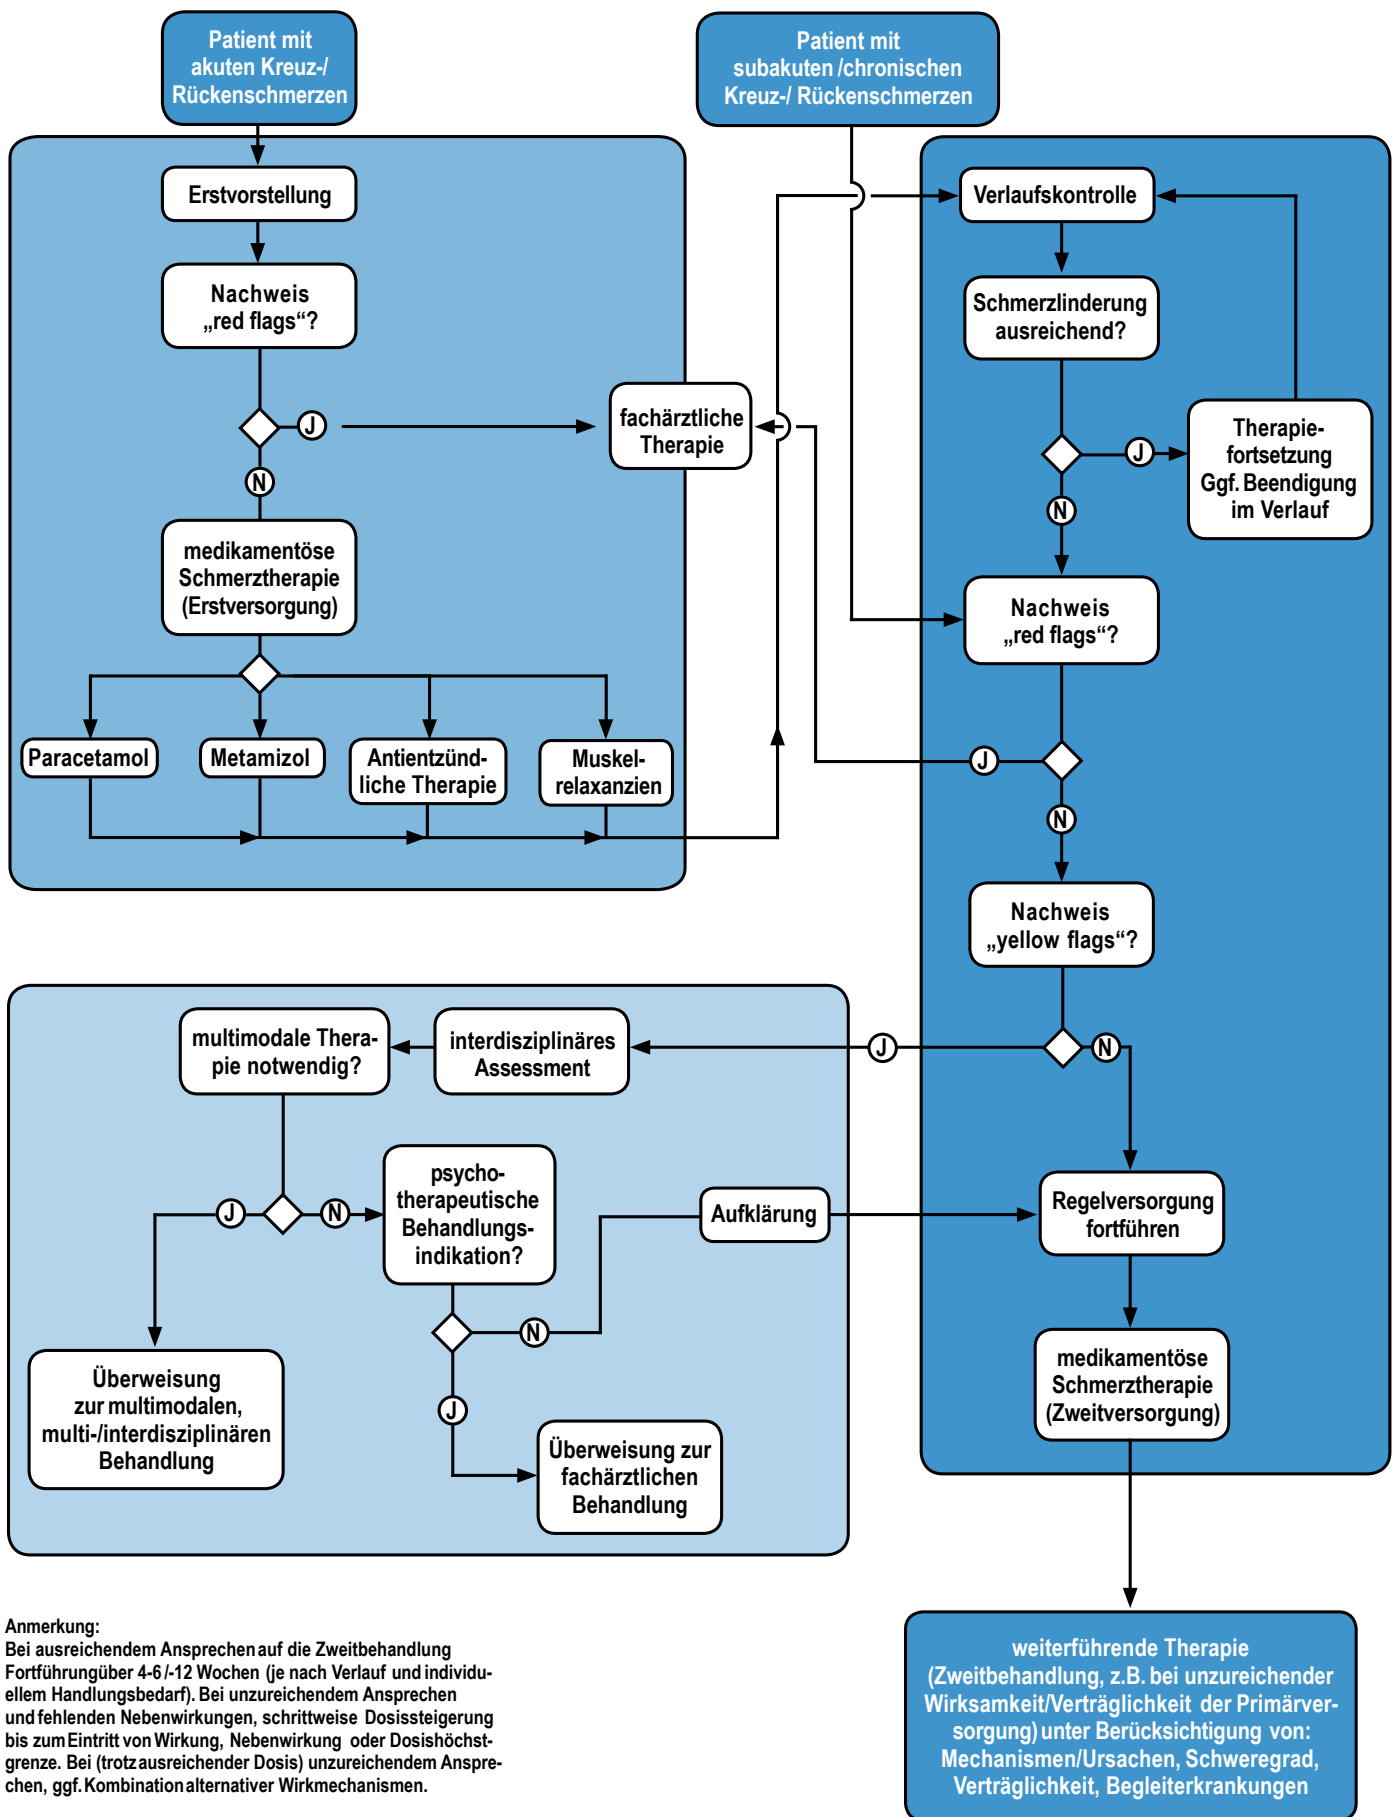 Patient mit
akuten Kreuz-/
Rückenschmerzen
Patient mit
subakuten /chronischen
Kreuz-/ Rückenschmerzen
Erstvorstellung
Nachweis
„red flags“?
J
N
fachärztliche
Therapie
medikamentöse
Schmerztherapie
(Erstversorgung)
Paracetamol
Metamizol
Antientzünd-
liche Therapie
Muskel-
relaxanzien
Verlaufskontrolle
Schmerzlinderung
ausreichend?
J
N
Therapie-
fortsetzung
Ggf. Beendigung
im Verlauf
Nachweis
„red flags“?
J
N
Nachweis
„yellow flags“?
J
N
interdisziplinäres
Assessment
multimodale Thera-
pie notwendig?
J
N
psycho-
therapeutische
Behandlungs-
indikation?
N
J
Aufklärung
Überweisung
zur multimodalen,
multi-/interdisziplinären
Behandlung
Überweisung zur
fachärztlichen
Behandlung
Regelversorgung
fortführen
medikamentöse
Schmerztherapie
(Zweitversorgung)
weiterführende Therapie
(Zweitbehandlung, z.B. bei unzureichender
Wirksamkeit/Verträglichkeit der Primärver-
sorgung) unter Berücksichtigung von:
Mechanismen/Ursachen, Schweregrad,
Verträglichkeit, Begleiterkrankungen
Anmerkung:
Bei ausreichendem Ansprechen auf die Zweitbehandlung
Fortführungüber 4-6 /-12 Wochen (je nach Verlauf und individu-
ellem Handlungsbedarf). Bei unzureichendem Ansprechen
und fehlenden Nebenwirkungen, schrittweise Dosissteigerung
bis zum Eintritt von Wirkung, Nebenwirkung oder Dosishöchst-
grenze. Bei (trotz ausreichender Dosis) unzureichendem Anspre-
chen, ggf. Kombination alternativer Wirkmechanismen.